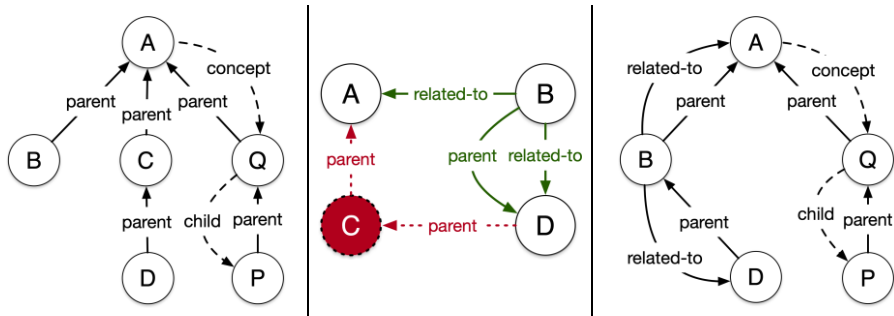 A
concept
parent
parent
parent
B
C
Q
parent
child
parent
D
P
A
related-to
B
parent
parent
related-to
C
parent
D
A
related-to
concept
parent
parent
B
Q
parent
child
parent
related-to
D
P